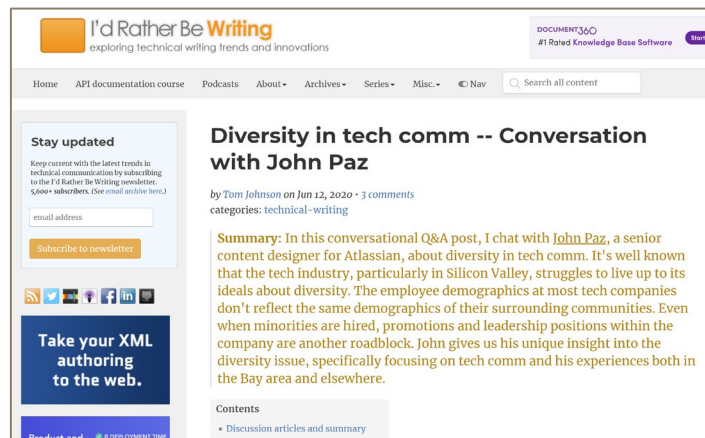 I'd Rather Be Writing
exploring technical writing trends and innovations
DOCUMENT360
#1 Rated Knowledge Base Software
Start
Home API documentation course Podcasts About Archives Series Misc. Nav Search all content
Stay updated
Keep current with the latest trends in
technical communication by subscribing
to the I'd Rather Be Writing newsletter.
5,600+ subscribers. (See email archive here.)
email address
Subscribe to newsletter
Take your XML
authoring
to the web.
Product and
0 DEPLOYMENT TIME
Diversity in tech comm -- Conversation
with John Paz
by Tom Johnson on Jun 12, 2020 • 3 comments
categories: technical-writing
Summary: In this conversational Q&A post, I chat with John Paz, a senior
content designer for Atlassian, about diversity in tech comm. It's well known
that the tech industry, particularly in Silicon Valley, struggles to live up to its
ideals about diversity. The employee demographics at most tech companies
don't reflect the same demographics of their surrounding communities. Even
when minorities are hired, promotions and leadership positions within the
company are another roadblock. John gives us his unique insight into the
diversity issue, specifically focusing on tech comm and his experiences both in
the Bay area and elsewhere.
Contents
Discussion articles and summary